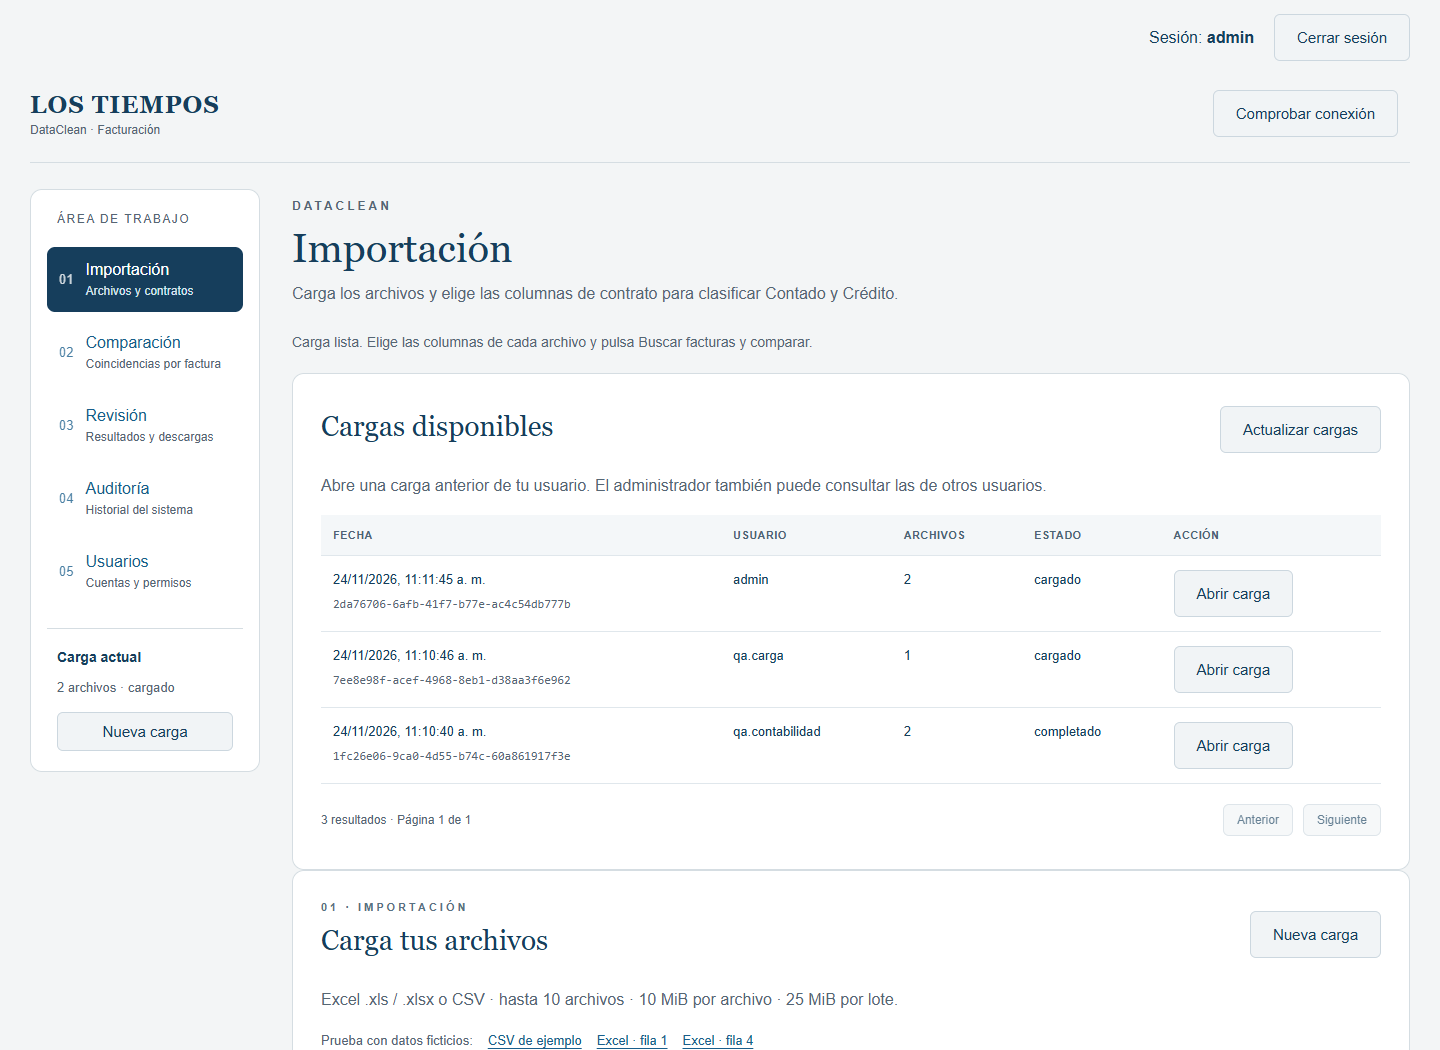 Sesión: admin
Cerrar sesión
LOS TIEMPOS
DataClean · Facturación
Comprobar conexión
ÁREA DE TRABAJO
01
Importación
Archivos y contratos
02
Comparación
Coincidencias por factura
03
Revisión
Resultados y descargas
04
Auditoría
Historial del sistema
05
Usuarios
Cuentas y permisos
Carga actual
2 archivos · cargado
Nueva carga
DATACLEAN
Importación
Carga los archivos y elige las columnas de contrato para clasificar Contado y Crédito.
Carga lista. Elige las columnas de cada archivo y pulsa Buscar facturas y comparar.
Cargas disponibles
Actualizar cargas
Abre una carga anterior de tu usuario. El administrador también puede consultar las de otros usuarios.
FECHA USUARIO ARCHIVOS ESTADO ACCIÓN
24/11/2026, 11:11:45 a. m. admin 2 cargado Abrir carga
2da76706-6afb-41f7-b77e-ac4c54db777b
24/11/2026, 11:10:46 a. m. qa.carga 1 cargado Abrir carga
7ee8e98f-acef-4968-8eb1-d38aa3f6e962
24/11/2026, 11:10:40 a. m. qa.contabilidad 2 completado Abrir carga
1fc26e06-9ca0-4d55-b74c-60a861917f3e
3 resultados · Página 1 de 1
Anterior
Siguiente
01 · IMPORTACIÓN
Carga tus archivos
Nueva carga
Excel .xls / .xlsx o CSV · hasta 10 archivos · 10 MiB por archivo · 25 MiB por lote.
Prueba con datos ficticios: CSV de ejemplo Excel · fila 1 Excel · fila 4